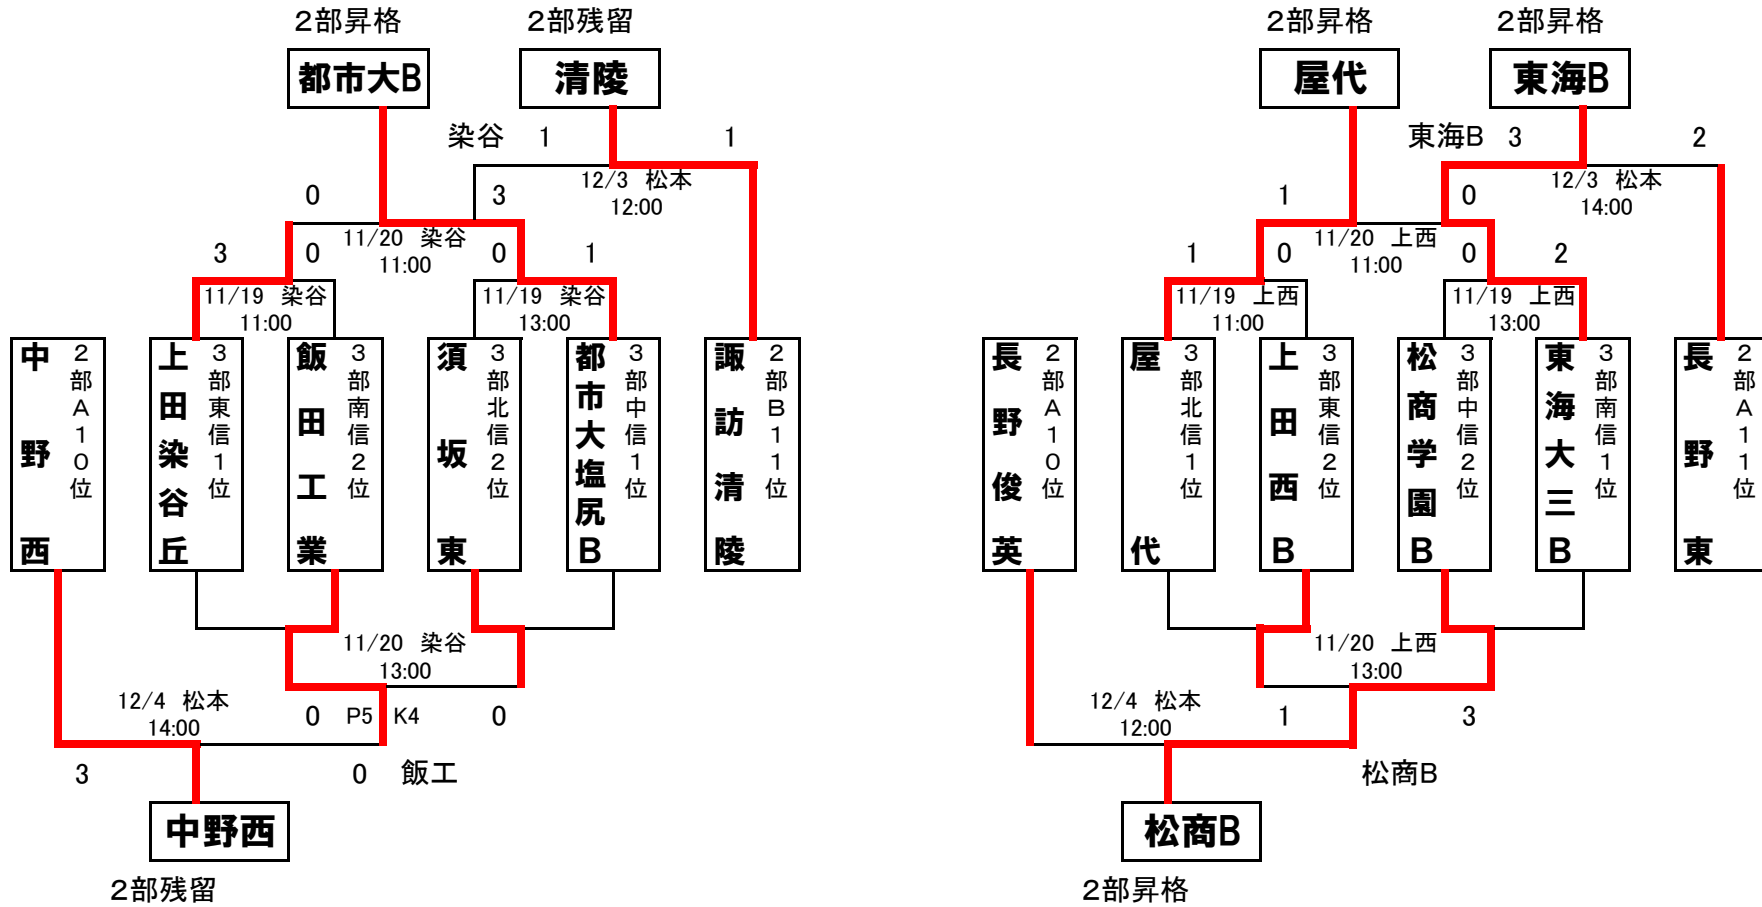 ２部昇格 ２部残留 ２部昇格 ２部昇格
都市大B 清陵 屋代 東海B
染谷 1 1 東海B 3 2
12/3 松本 12/3 松本
12:00 14:00
0 3 1 0
11/20 染谷 11/20 上西
11:00 11:00
3 0 0 1 1 0 0 2
11/19 染谷 11/19 染谷 11/19 上西 11/19 上西
11:00 13:00 11:00 13:00
中野西 ２部A１０位
上田染谷丘 ３部東信１位
飯田工業 ３部南信２位
須坂東 ３部北信２位
都市大塩尻B ３部中信１位
諏訪清陵 ２部B１１位
長野俊英 ２部A１０位
屋代 ３部北信１位
上田西B ３部東信２位
松商学園B ３部中信２位
東海大三B ３部南信１位
長野東 ２部A１１位
11/20 染谷 11/20 上西
13:00 13:00
12/4 松本 12/4 松本
14:00 12:00
0 P5 K4 0 1 3
3 0 飯工 松商B
中野西 松商B
２部残留 ２部昇格